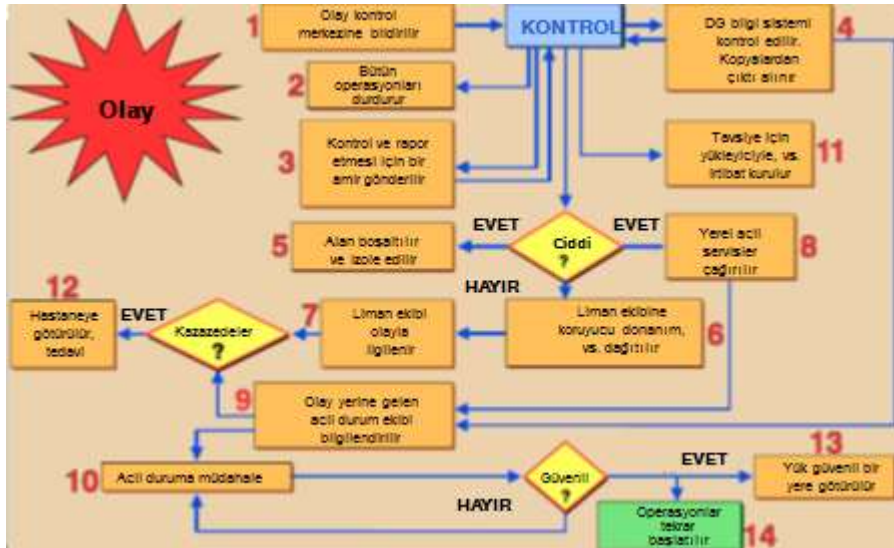 1
Olay kontrol
merkezine bildirilir
KONTROL
DG bilgi sistemi
kontrol edilir.
Kopyalardan
çıktı alınır
4
Olay
2
Bütün
operasyonları
durdurur
3
Kontrol ve rapor
etmesi için bir
amir gönderilir
Tavsiye için
yükleyiciyle, vs.
irtibat kurulur
11
5
Alan boşaltılır
ve izole edilir
EVET
Ciddi
?
EVET
Yerel acil
servisler
çağırılır
8
HAYIR
12
Hastaneye
götürülür,
tedavi
EVET
Kazazedeler
?
7
Liman ekibi
olayla
ilgilenir
Liman ekibine
koruyucu donanım,
vs. dağıtılır
6
9
Olay yerine gelen
acil durum ekibi
bilgilendirilir
10
Acil duruma müdahale
Güvenli
?
EVET
HAYIR
13
Yük güvenli bir
yere götürülür
Operasyonlar
tekrar
başlatılır
14